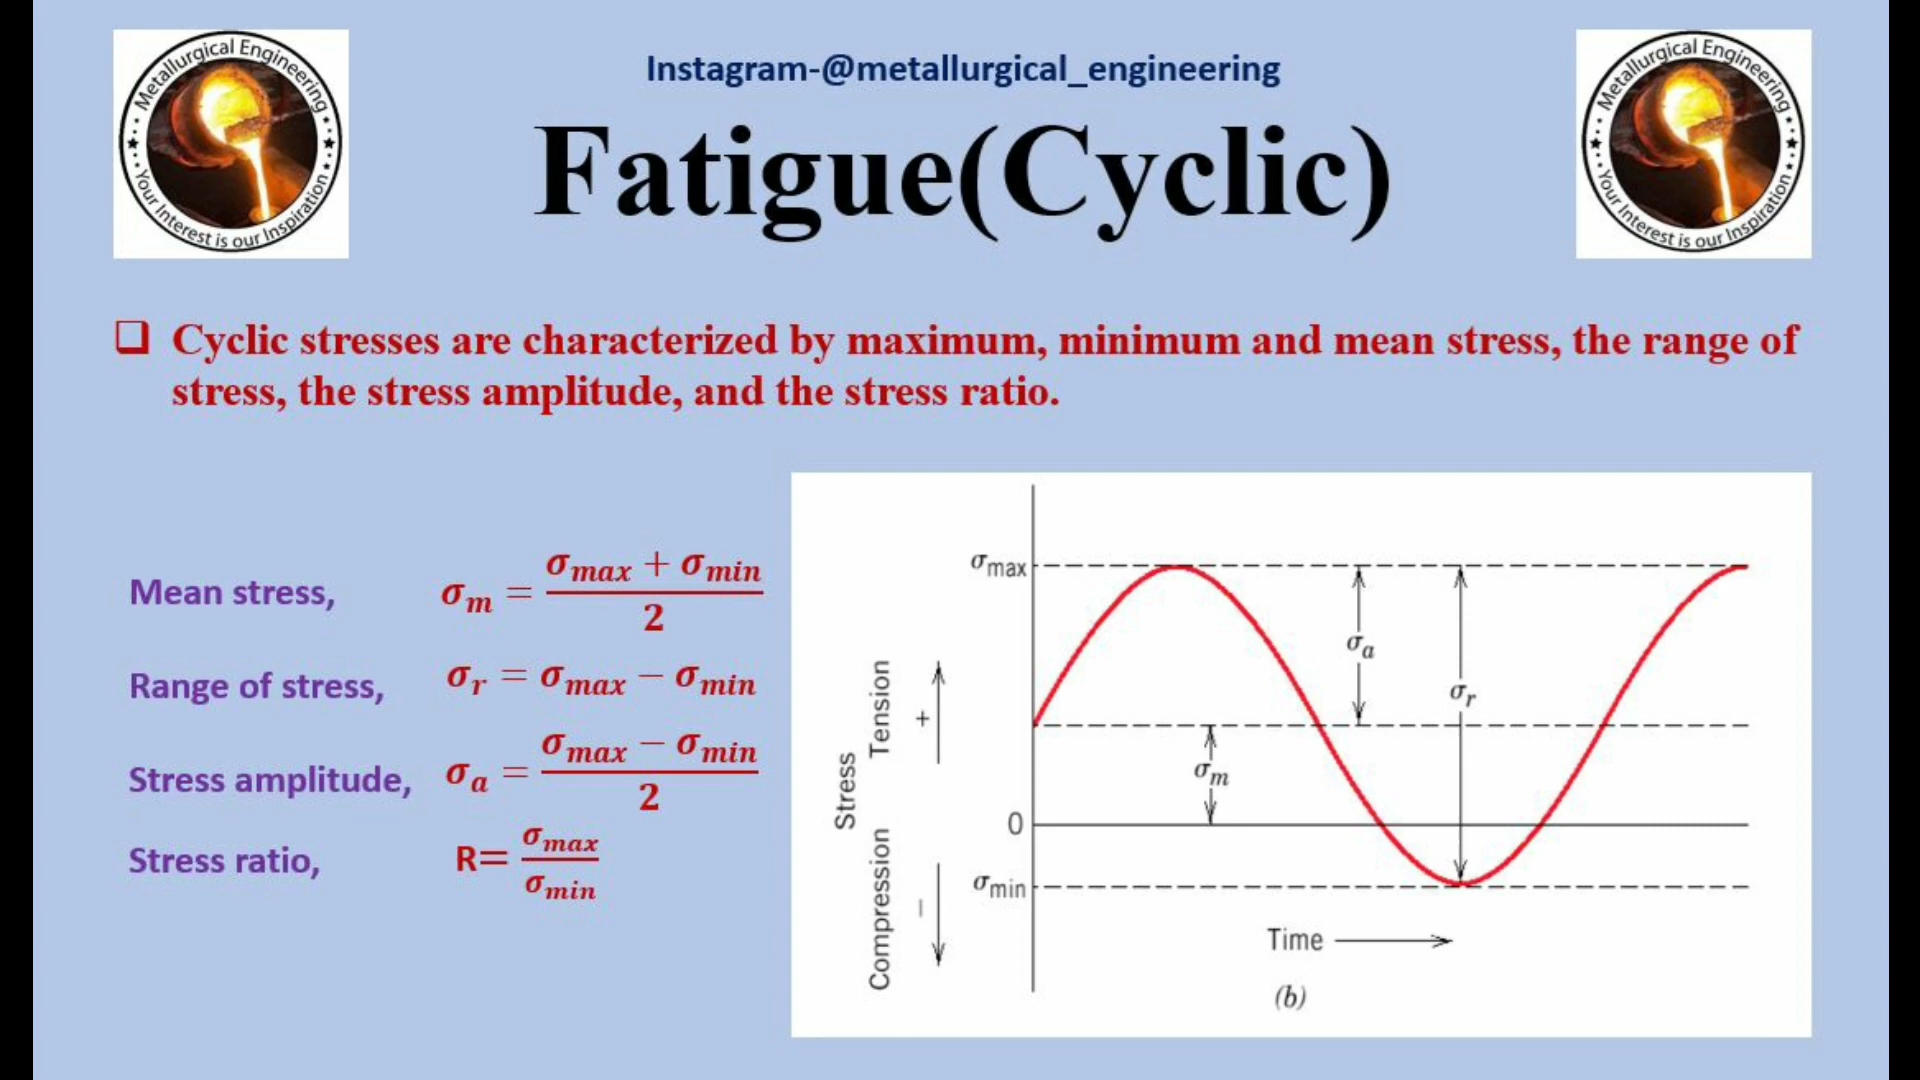 Metallurgical Engineering
Your Interest is our Inspiration
Instagram-@metallurgical_engineering
Fatigue(Cyclic)
Metallurgical Engineering
Your Interest is our Inspiration
❑ Cyclic stresses are characterized by maximum, minimum and mean stress, the range of
stress, the stress amplitude, and the stress ratio.
Mean stress, σm = (σmax + σmin)/2
Range of stress, σr = σmax − σmin
Stress amplitude, σa = (σmax − σmin)/2
Stress ratio, R= σmax/σmin
Stress
Compression Tension
− +
σmax
σa
σr
σm
0
σmin
Time
(b)